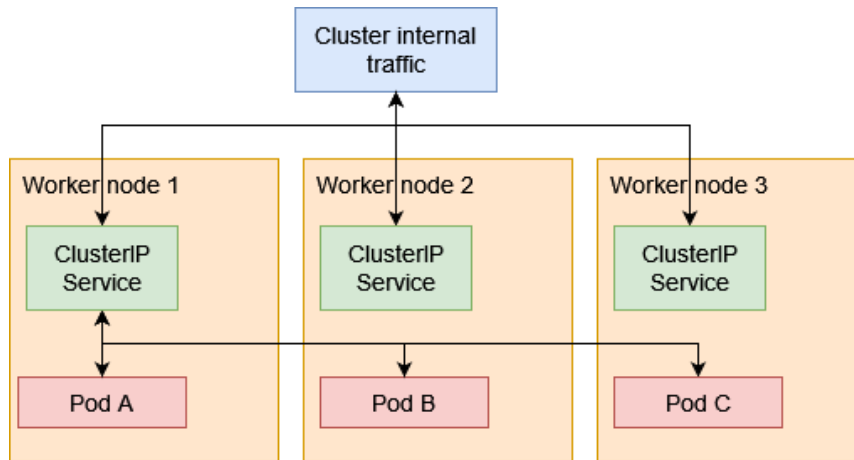 Cluster internal
traffic
Worker node 1
Worker node 2
Worker node 3
ClusterIP
Service
ClusterIP
Service
ClusterIP
Service
Pod A
Pod B
Pod C